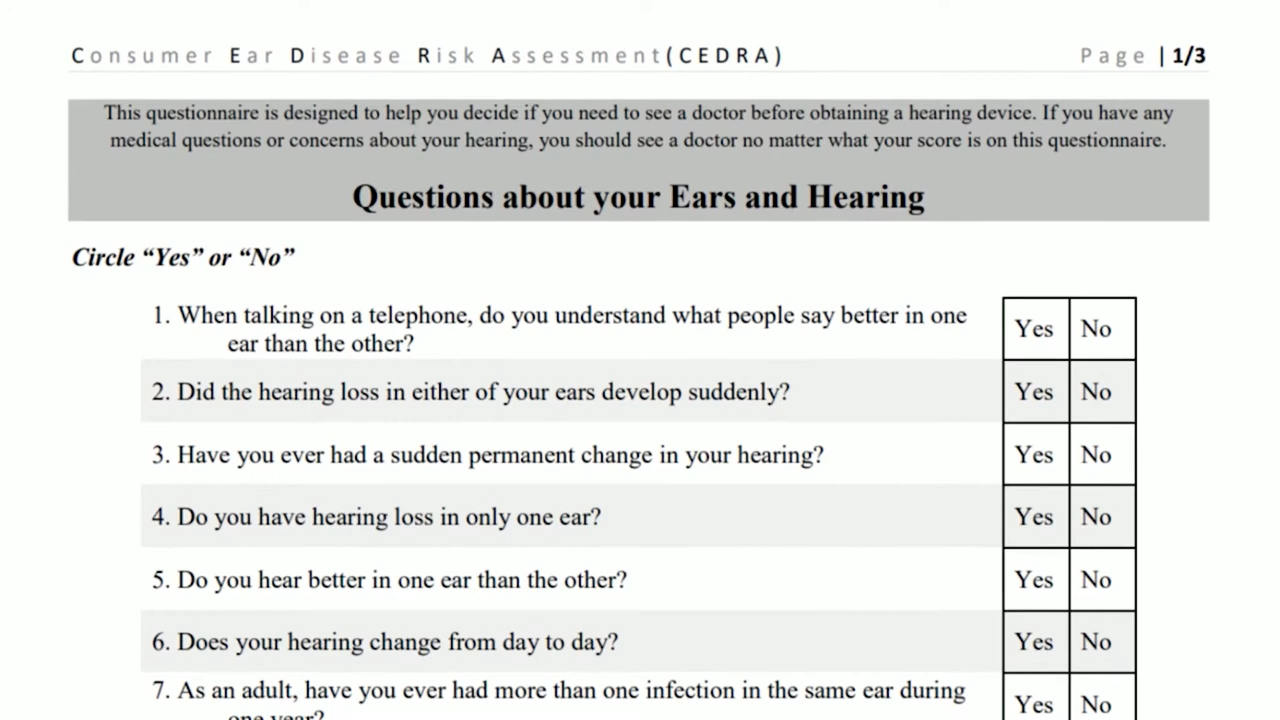 Consumer Ear Disease Risk Assessment(CEDRA) Page | 1/3
This questionnaire is designed to help you decide if you need to see a doctor before obtaining a hearing device. If you have any
medical questions or concerns about your hearing, you should see a doctor no matter what your score is on this questionnaire.
Questions about your Ears and Hearing
Circle “Yes” or “No”
1. When talking on a telephone, do you understand what people say better in one
ear than the other? Yes No
2. Did the hearing loss in either of your ears develop suddenly? Yes No
3. Have you ever had a sudden permanent change in your hearing? Yes No
4. Do you have hearing loss in only one ear? Yes No
5. Do you hear better in one ear than the other? Yes No
6. Does your hearing change from day to day? Yes No
7. As an adult, have you ever had more than one infection in the same ear during
one year? Yes No